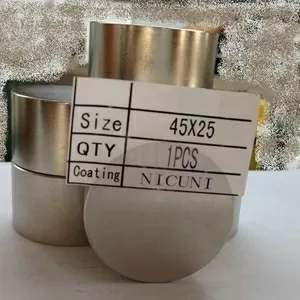 Size 45X25
QTY 1PCS
Coating NICUNI